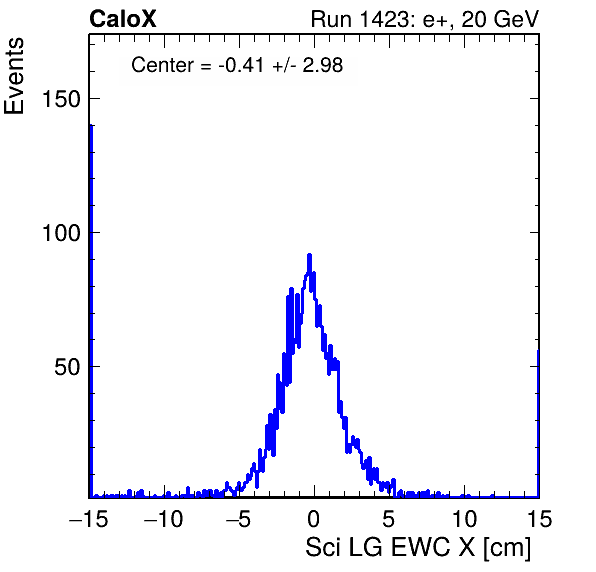 CaloX Run 1423: e+, 20 GeV
Center = -0.41 +/- 2.98
Events
150
100
50
−15 −10 −5 0 5 10 15
Sci LG EWC X [cm]